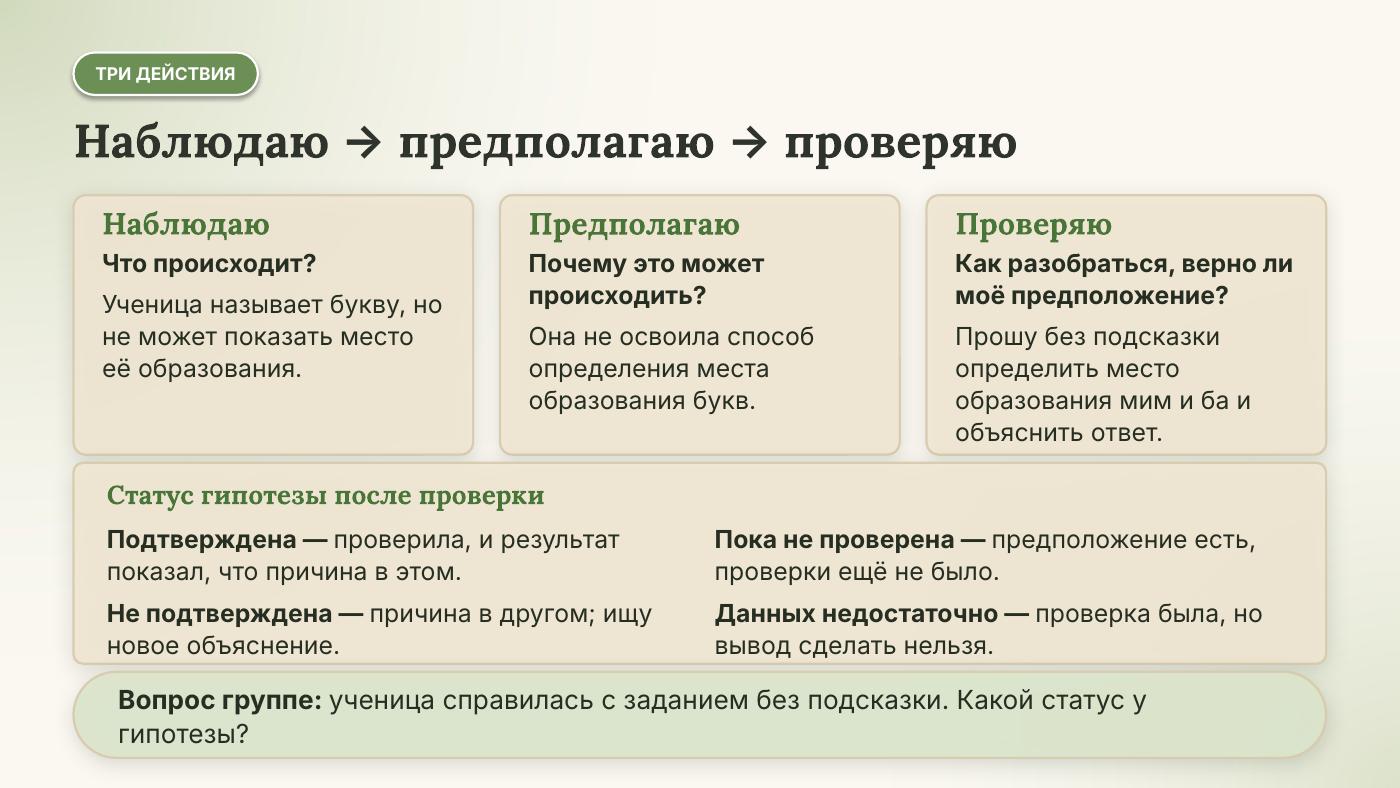 ТРИ ДЕЙСТВИЯ
Наблюдаю → предполагаю → проверяю
Наблюдаю
Что происходит?
Ученица называет букву, но
не может показать место
её образования.
Предполагаю
Почему это может
происходить?
Она не освоила способ
определения места
образования букв.
Проверяю
Как разобраться, верно ли
моё предположение?
Прошу без подсказки
определить место
образования мим и ба и
объяснить ответ.
Статус гипотезы после проверки
Подтверждена — проверила, и результат
показал, что причина в этом.
Не подтверждена — причина в другом; ищу
новое объяснение.
Пока не проверена — предположение есть,
проверки ещё не было.
Данных недостаточно — проверка была, но
вывод сделать нельзя.
Вопрос группе: ученица справилась с заданием без подсказки. Какой статус у
гипотезы?